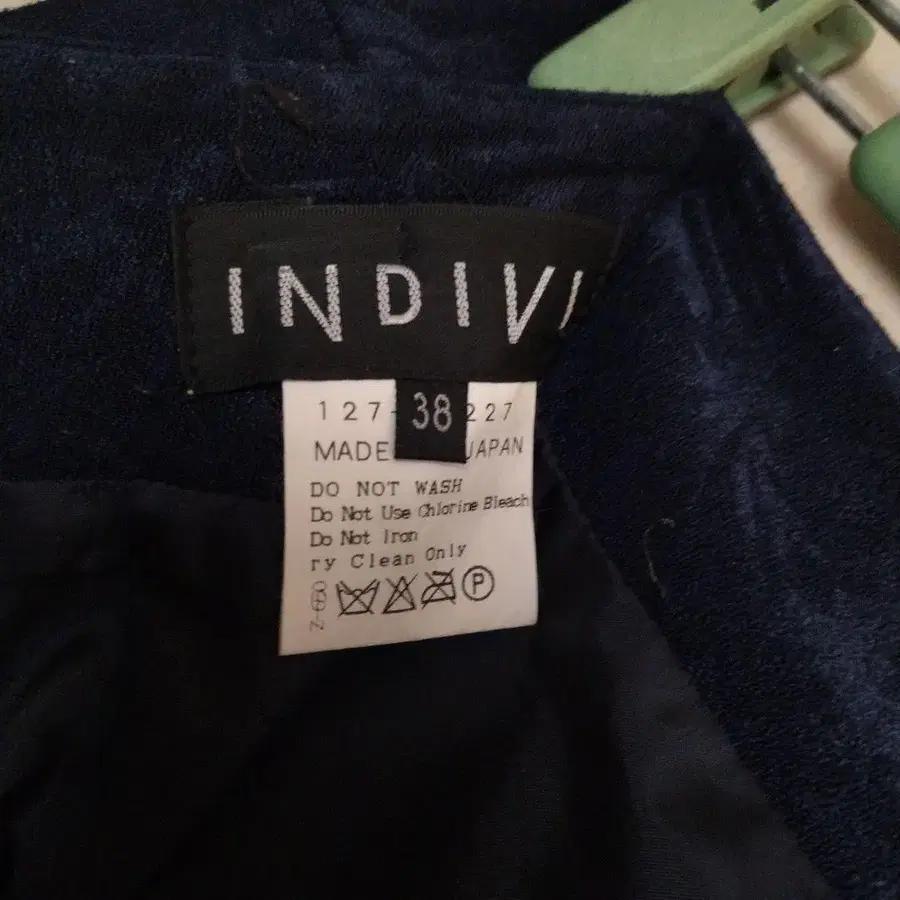 INDIVI
38
127- 227
MADE JAPAN
DO NOT WASH
Do Not Use Chlorine Bleach
Do Not Iron
ry Clean Only
P